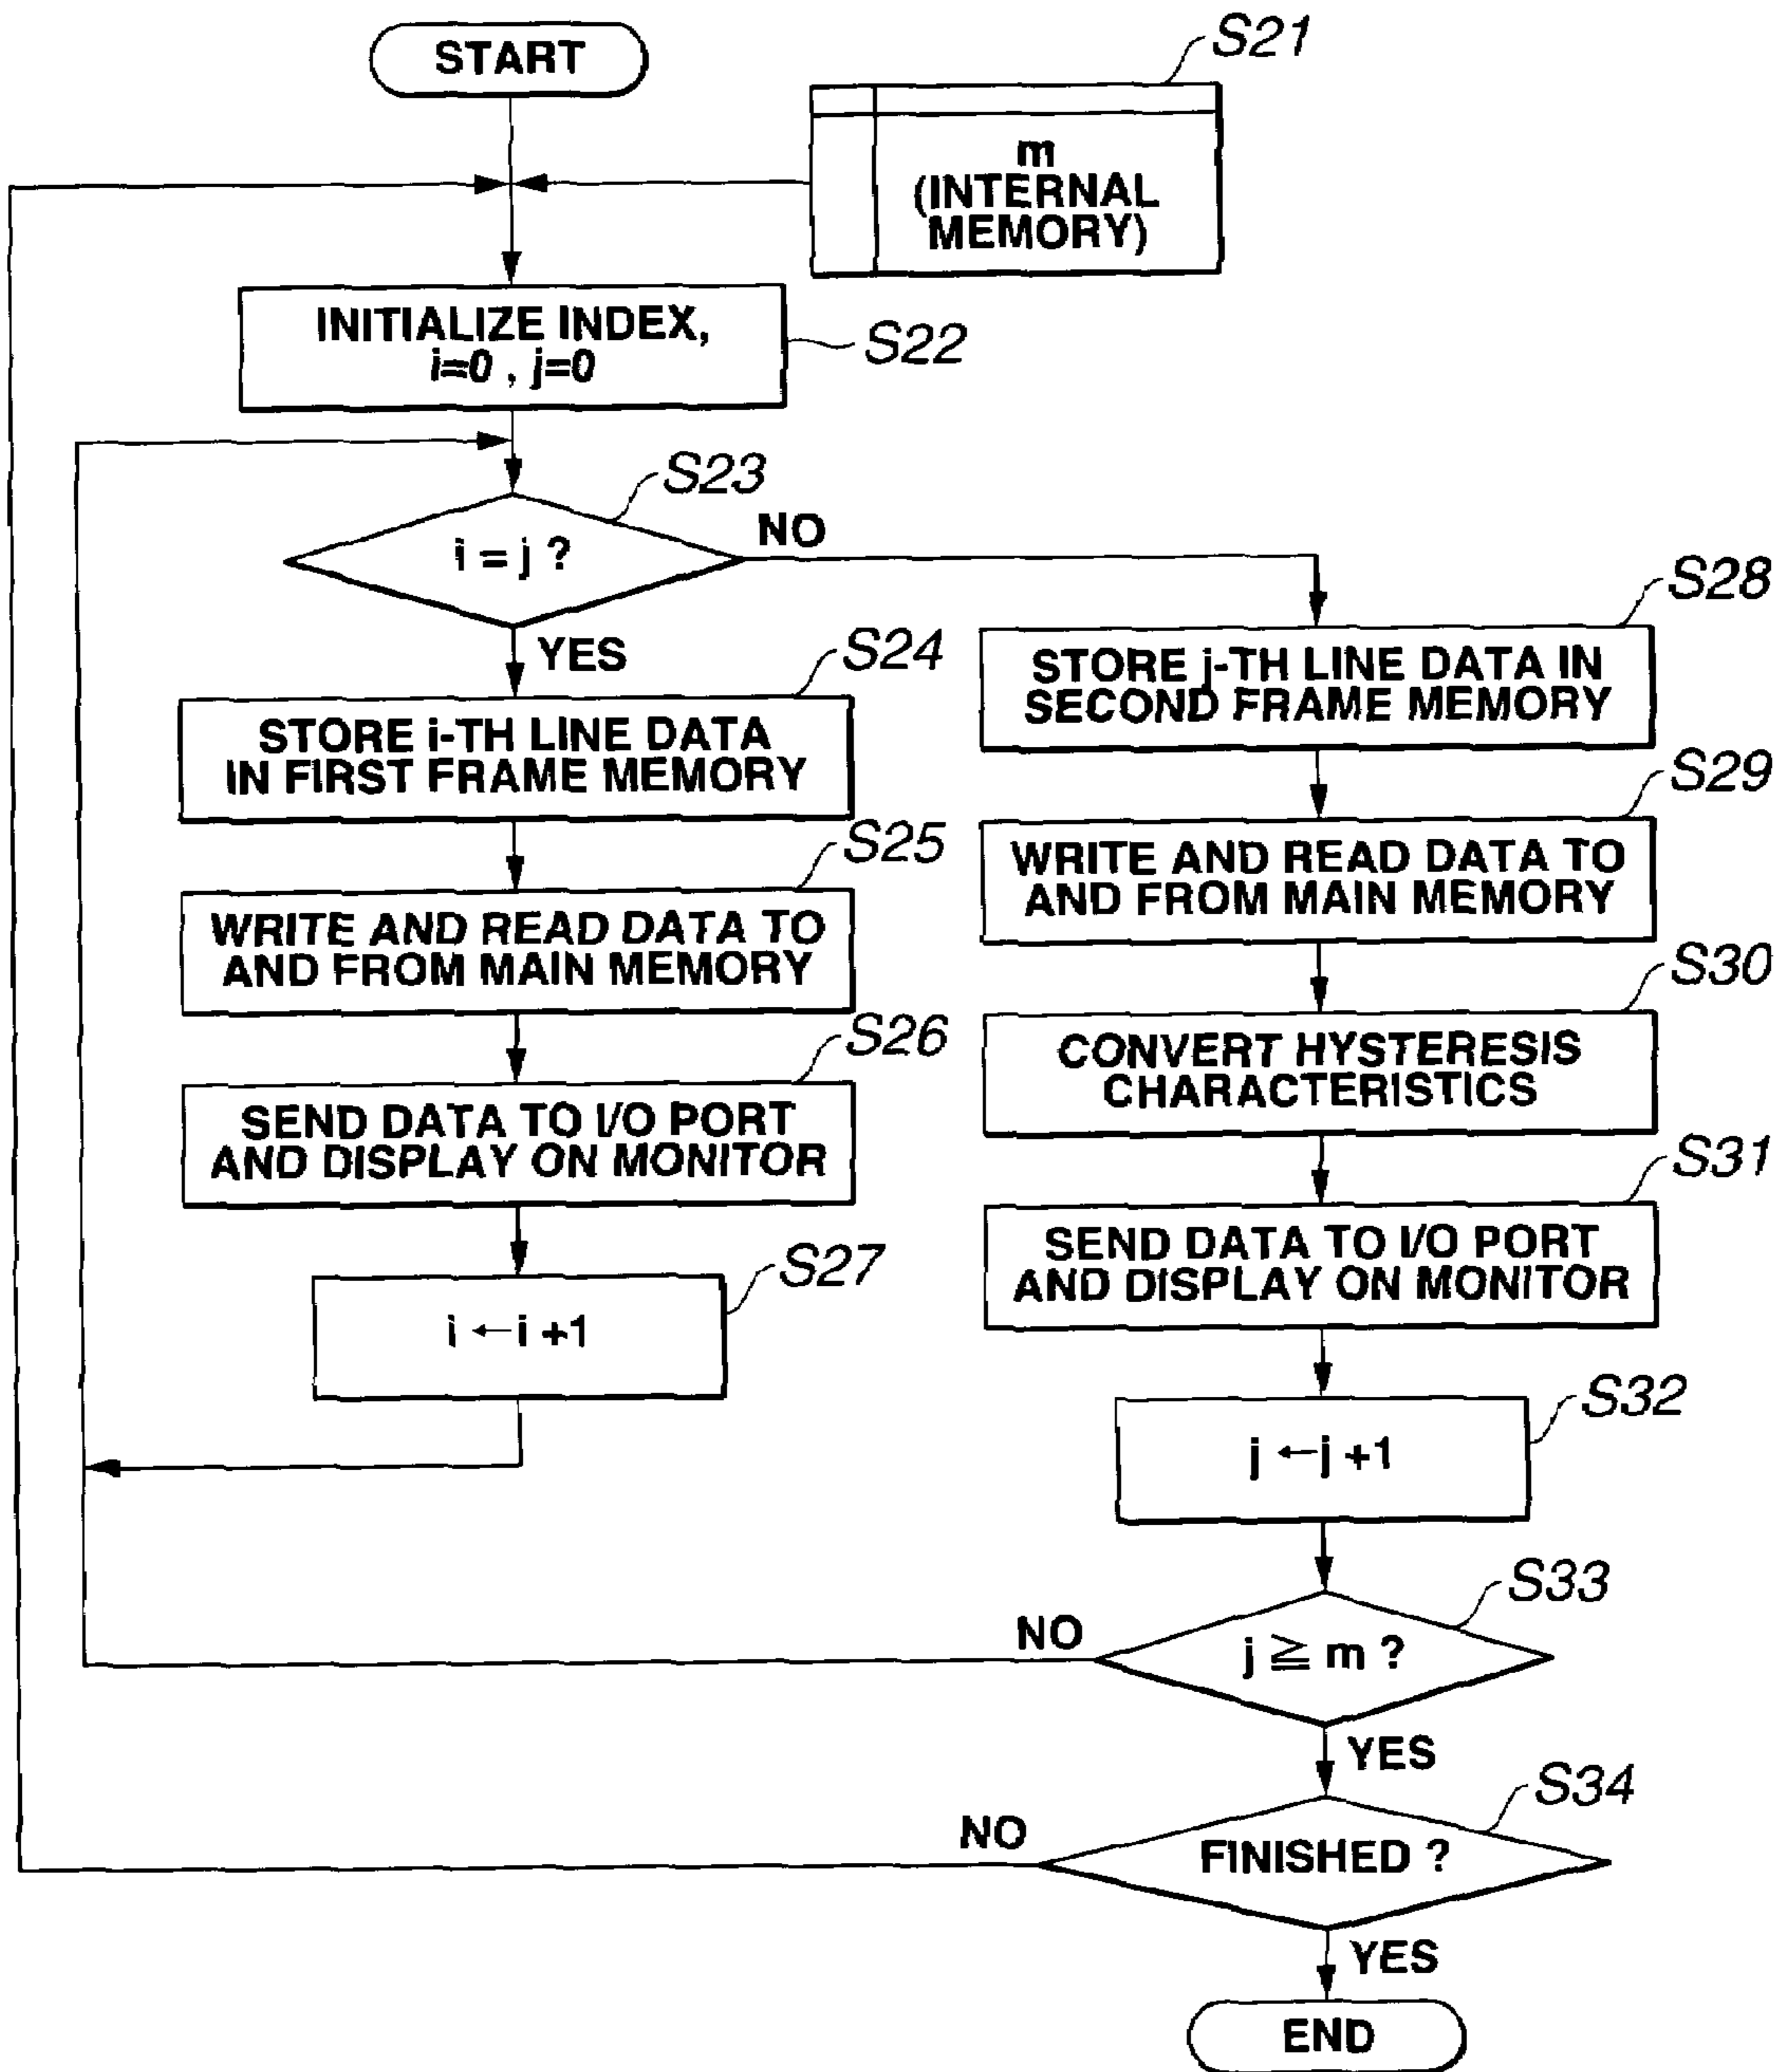 START
S21
m
(INTERNAL
MEMORY)
INITIALIZE INDEX,
i=0 , j=0
S22
S23
i = j ?
NO
YES
S24
STORE i-TH LINE DATA
IN FIRST FRAME MEMORY
S25
WRITE AND READ DATA TO
AND FROM MAIN MEMORY
S26
SEND DATA TO I/O PORT
AND DISPLAY ON MONITOR
S27
i ←i +1
S28
STORE j-TH LINE DATA IN
SECOND FRAME MEMORY
S29
WRITE AND READ DATA TO
AND FROM MAIN MEMORY
S30
CONVERT HYSTERESIS
CHARACTERISTICS
S31
SEND DATA TO I/O PORT
AND DISPLAY ON MONITOR
S32
j ←j +1
S33
j ≧ m ?
NO
YES
S34
FINISHED ?
NO
YES
END